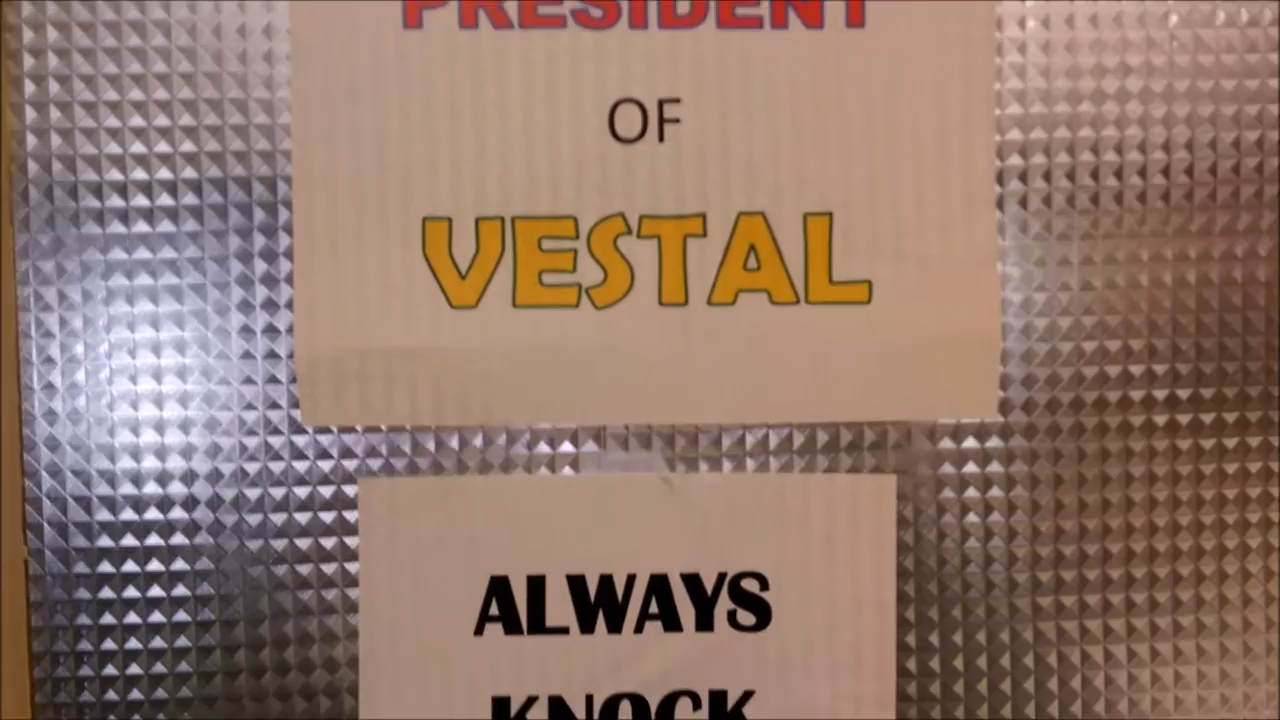 PRESIDENT
OF
VESTAL
ALWAYS
KNOCK